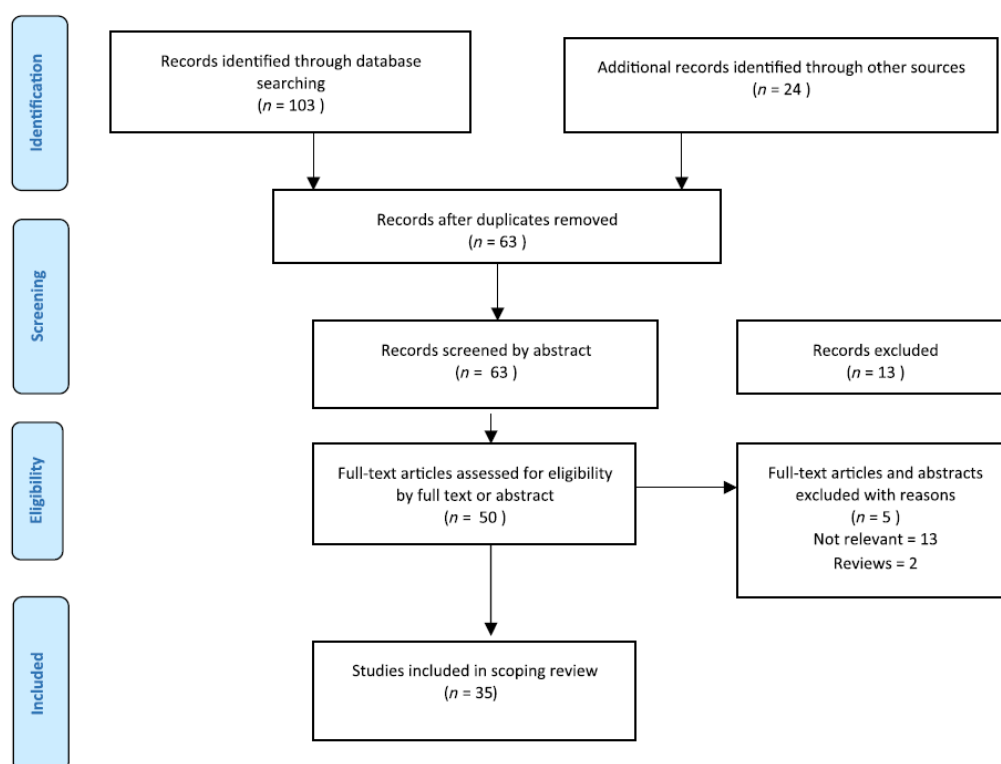 Identification
Records identified through database
searching
(n = 103 )
Additional records identified through other sources
(n = 24 )
Records after duplicates removed
(n = 63 )
Screening
Records screened by abstract
(n = 63 )
Records excluded
(n = 13 )
Eligibility
Full-text articles assessed for eligibility
by full text or abstract
(n = 50 )
Full-text articles and abstracts
excluded with reasons
(n = 5 )
Not relevant = 13
Reviews = 2
Included
Studies included in scoping review
(n = 35)